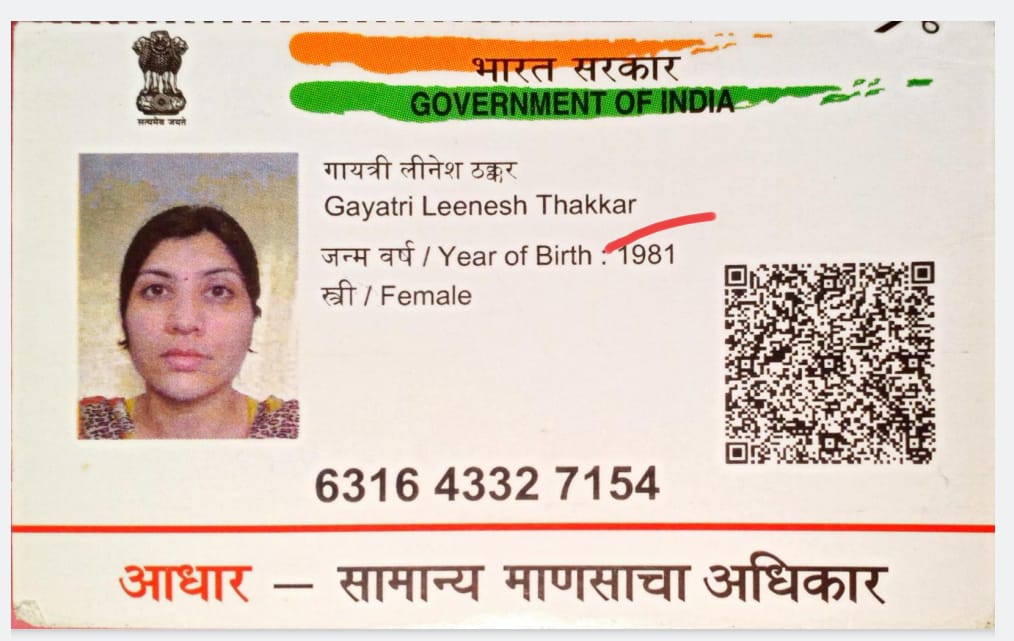 भारत सरकार
GOVERNMENT OF INDIA
सत्यमेव जयते
गायत्री लीनेश ठक्कर
Gayatri Leenesh Thakkar
जन्म वर्ष / Year of Birth : 1981
स्त्री / Female
6316 4332 7154
आधार — सामान्य माणसाचा अधिकार